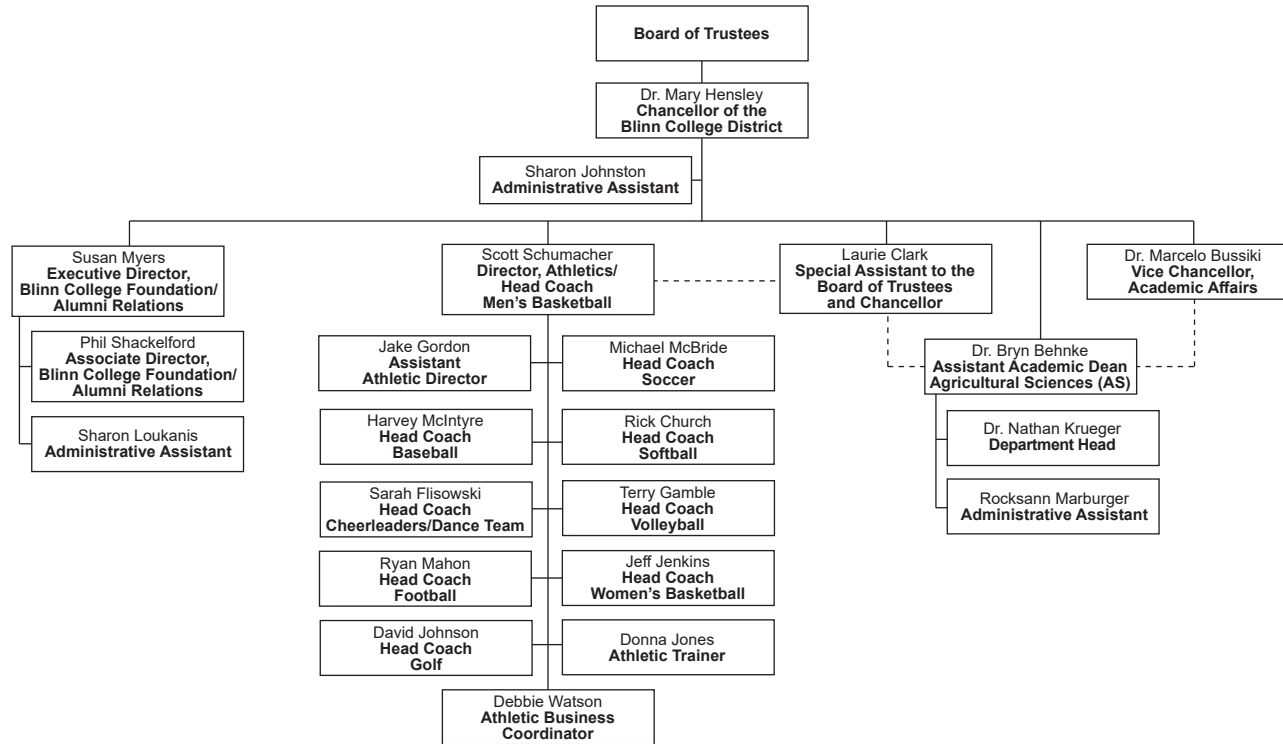 Board of Trustees
Dr. Mary Hensley
Chancellor of the
Blinn College District
Sharon Johnston
Administrative Assistant
Susan Myers
Executive Director,
Blinn College Foundation/
Alumni Relations
Phil Shackelford
Associate Director,
Blinn College Foundation/
Alumni Relations
Sharon Loukanis
Administrative Assistant
Scott Schumacher
Director, Athletics/
Head Coach
Men's Basketball
Jake Gordon
Assistant
Athletic Director
Michael McBride
Head Coach
Soccer
Harvey McIntyre
Head Coach
Baseball
Rick Church
Head Coach
Softball
Sarah Flisowski
Head Coach
Cheerleaders/Dance Team
Terry Gamble
Head Coach
Volleyball
Ryan Mahon
Head Coach
Football
Jeff Jenkins
Head Coach
Women's Basketball
David Johnson
Head Coach
Golf
Donna Jones
Athletic Trainer
Debbie Watson
Athletic Business
Coordinator
Laurie Clark
Special Assistant to the
Board of Trustees
and Chancellor
Dr. Marcelo Bussiki
Vice Chancellor,
Academic Affairs
Dr. Bryn Behnke
Assistant Academic Dean
Agricultural Sciences (AS)
Dr. Nathan Krueger
Department Head
Rocksann Marburger
Administrative Assistant